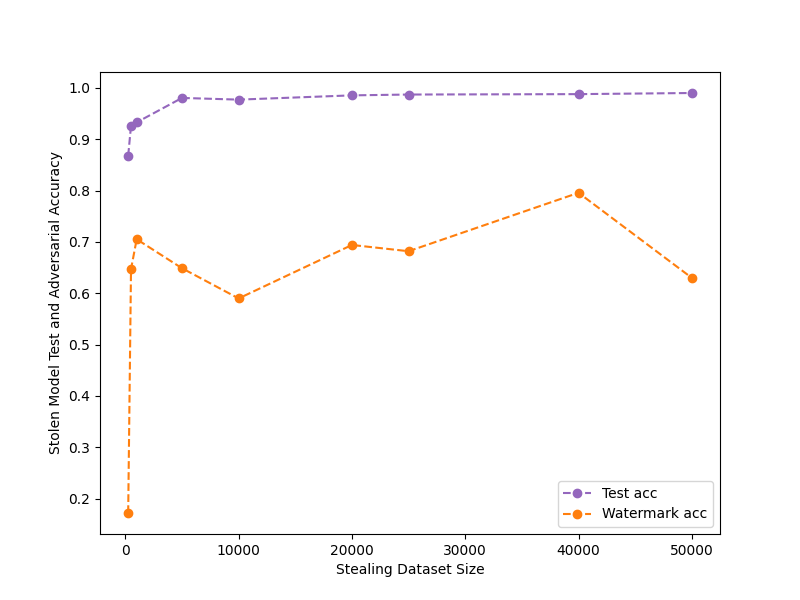 1.0
0.9
0.8
0.7
0.6
0.5
0.4
0.3
0.2
Stolen Model Test and Adversarial Accuracy
Test acc
Watermark acc
0 10000 20000 30000 40000 50000
Stealing Dataset Size